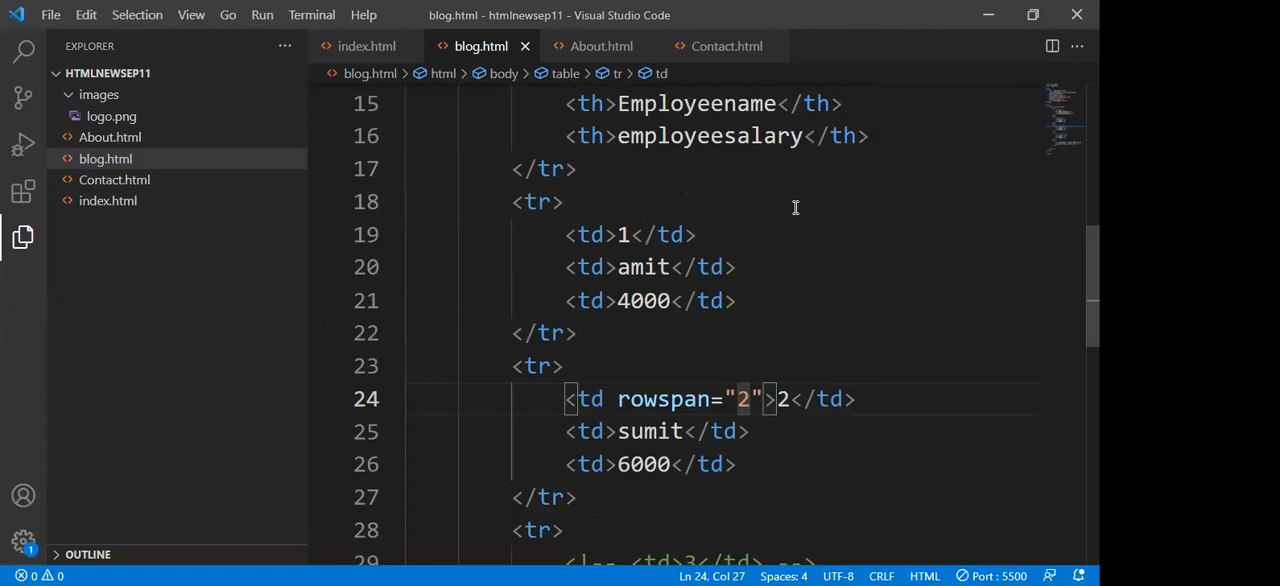 File Edit Selection View Go Run Terminal Help blog.html - htmlnewsep11 - Visual Studio Code
EXPLORER ··· index.html blog.html About.html Contact.html ···
HTMLNEWSEP11 blog.html > html > body > table > tr > td
images
logo.png
About.html
blog.html
Contact.html
index.html
15 <th>Employeename</th>
16 <th>employeesalary</th>
17 </tr>
18 <tr>
19 <td>1</td>
20 <td>amit</td>
21 <td>4000</td>
22 </tr>
23 <tr>
24 <td rowspan="2">2</td>
25 <td>sumit</td>
26 <td>6000</td>
27 </tr>
28 <tr>
29 <!-- <td>3</td> -->
1
OUTLINE
0 0 Ln 24, Col 27 Spaces: 4 UTF-8 CRLF HTML Port : 5500